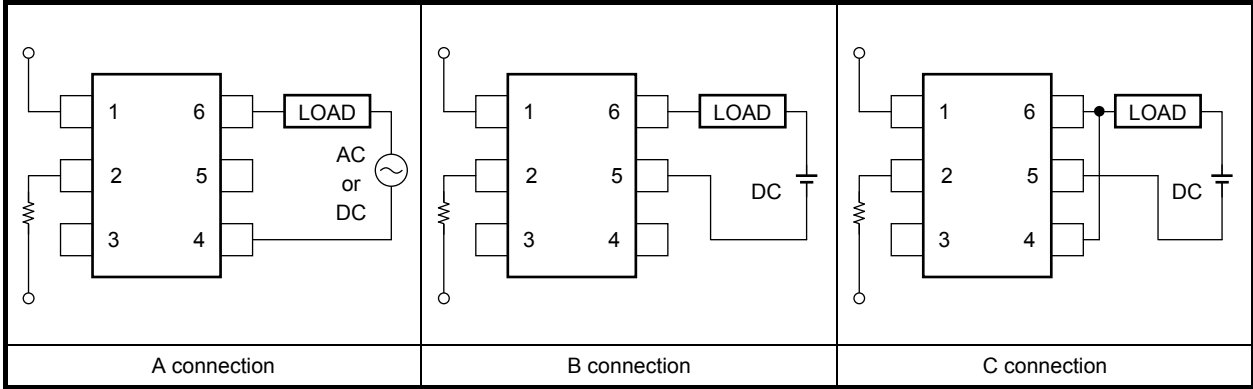 1 6 LOAD
AC
or
DC
2 5
3 4
A connection
1 6 LOAD
2 5 DC
3 4
B connection
1 6 LOAD
2 5 DC
3 4
C connection